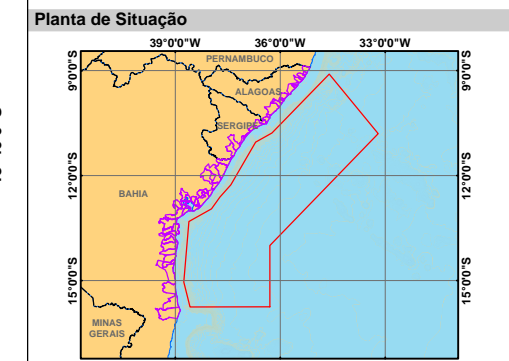 Planta de Situação
39°0'0"W 36°0'0"W 33°0'0"W
9°0'0"S 9°0'0"S
PERNAMBUCO
ALAGOAS
SERGIPE
12°0'0"S 12°0'0"S
BAHIA
15°0'0"S 15°0'0"S
MINAS
GERAIS